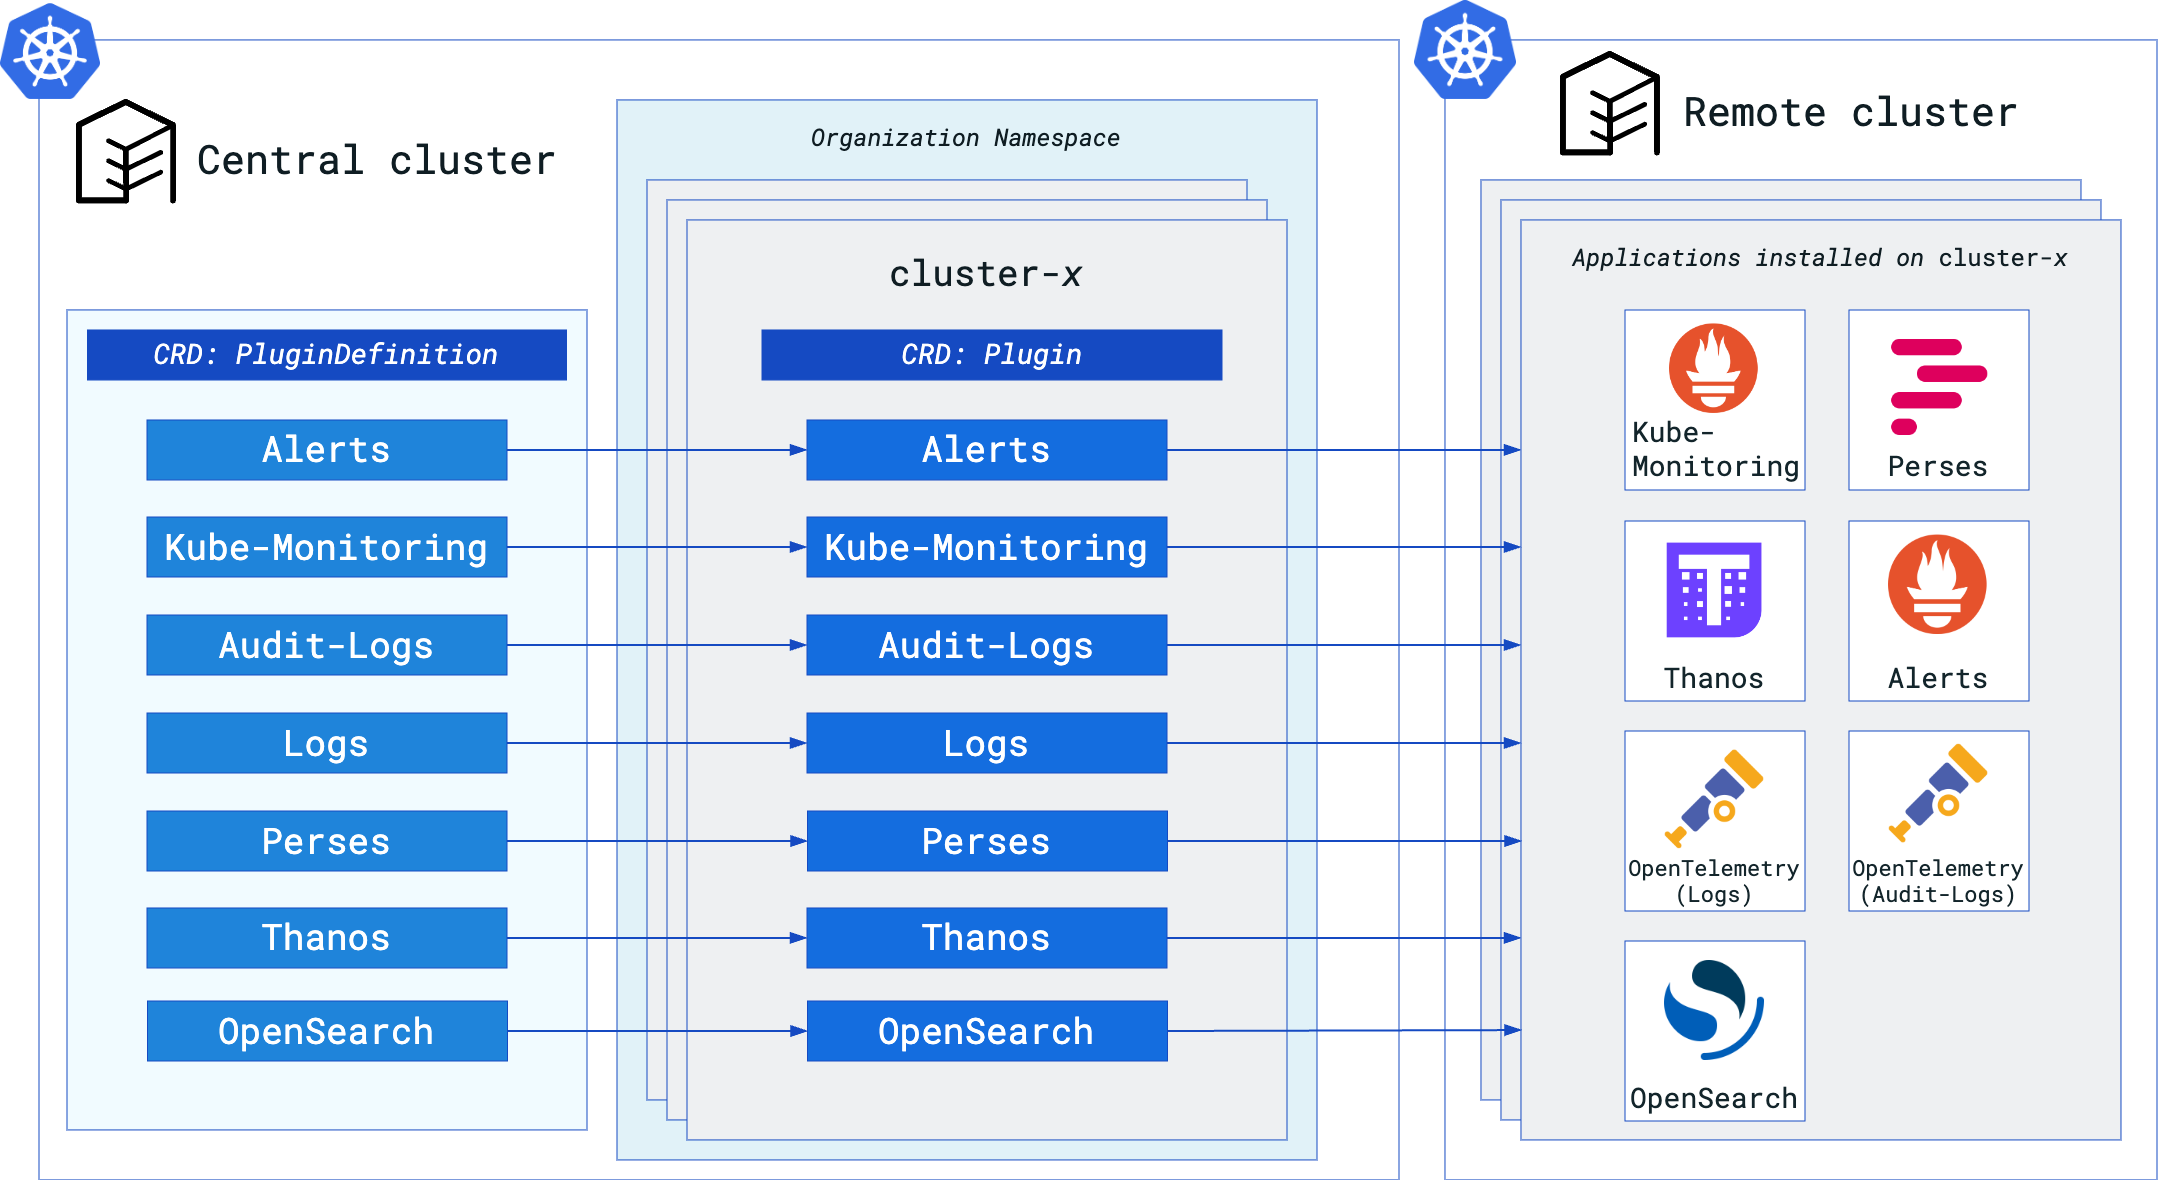 Central cluster
Organization Namespace
cluster-x
CRD: PluginDefinition
Alerts
Kube-Monitoring
Audit-Logs
Logs
Perses
Thanos
OpenSearch
CRD: Plugin
Alerts
Kube-Monitoring
Audit-Logs
Logs
Perses
Thanos
OpenSearch
Remote cluster
Applications installed on cluster-x
Kube-
Monitoring
Perses
Thanos
Alerts
OpenTelemetry
(Logs)
OpenTelemetry
(Audit-Logs)
OpenSearch